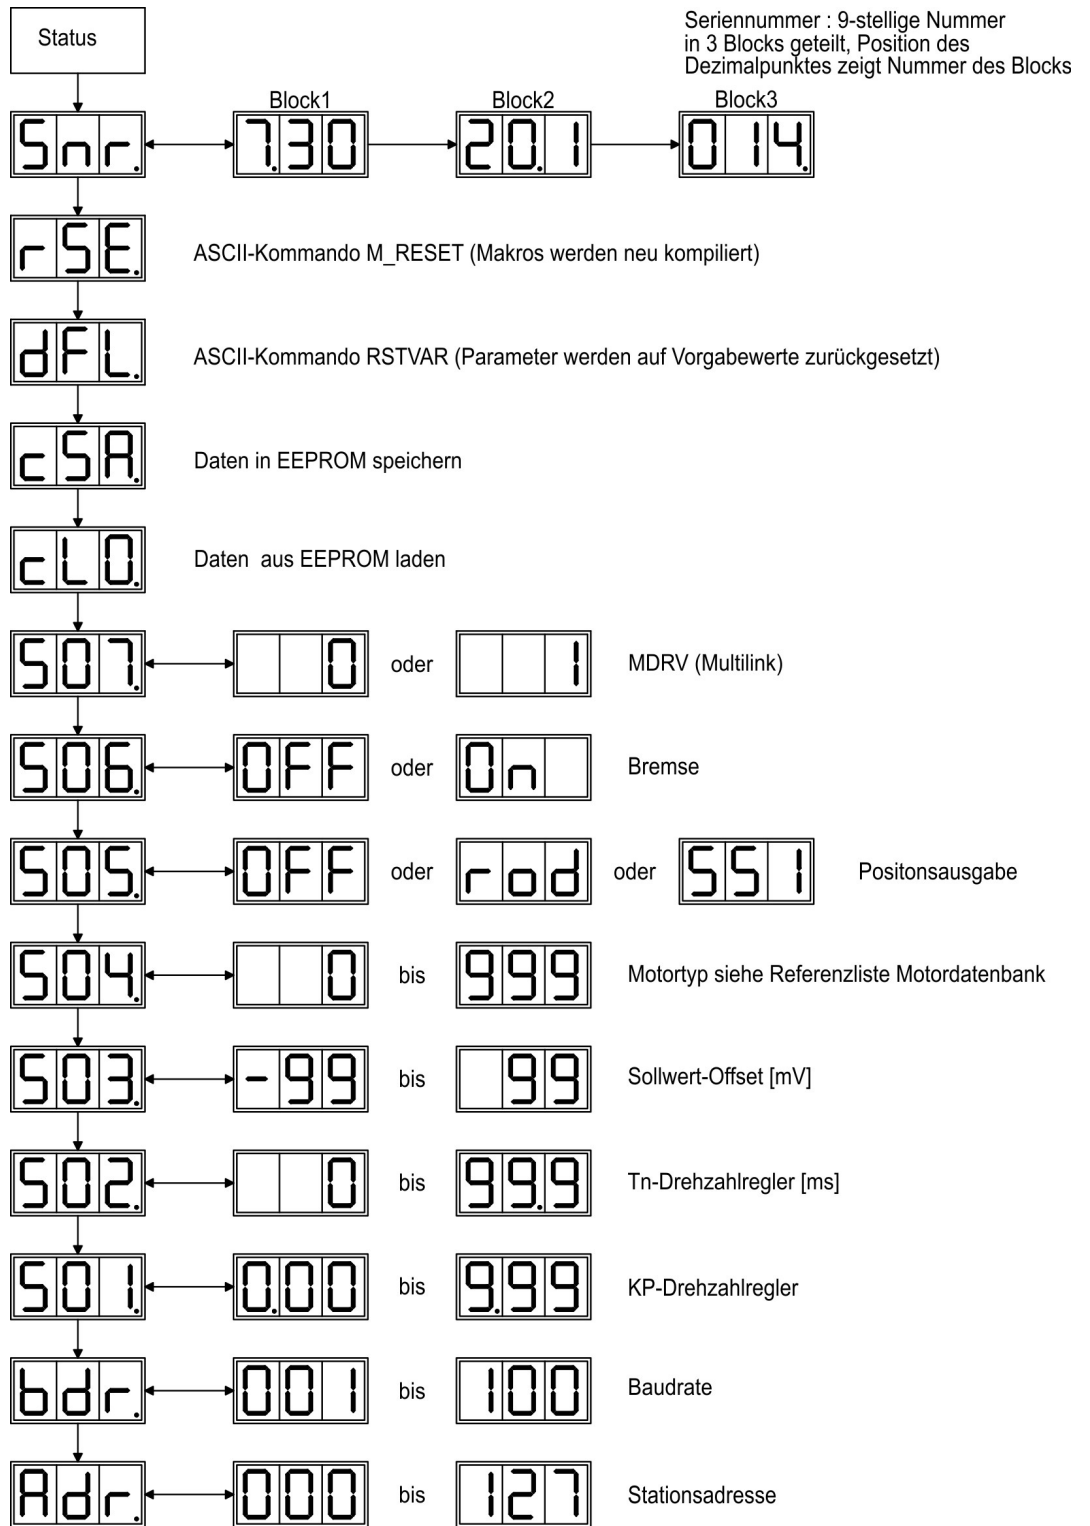 Status
Seriennummer : 9-stellige Nummer
in 3 Blocks geteilt, Position des
Dezimalpunktes zeigt Nummer des Blocks
Block1 Block2 Block3
Snr. 7.30 20.1 014.
rSE. ASCII-Kommando M_RESET (Makros werden neu kompiliert)
dFL. ASCII-Kommando RSTVAR (Parameter werden auf Vorgabewerte zurückgesetzt)
cSA. Daten in EEPROM speichern
cLO. Daten aus EEPROM laden
S07. 0 oder 1 MDRV (Multilink)
S06. OFF oder On Bremse
S05. OFF oder rod oder SSI Positonsausgabe
S04. 0 bis 999 Motortyp siehe Referenzliste Motordatenbank
S03. -99 bis 99 Sollwert-Offset [mV]
S02. 0 bis 99.9 Tn-Drehzahlregler [ms]
S01. 0.00 bis 9.99 KP-Drehzahlregler
bdr. 001 bis 100 Baudrate
Adr. 000 bis 127 Stationsadresse